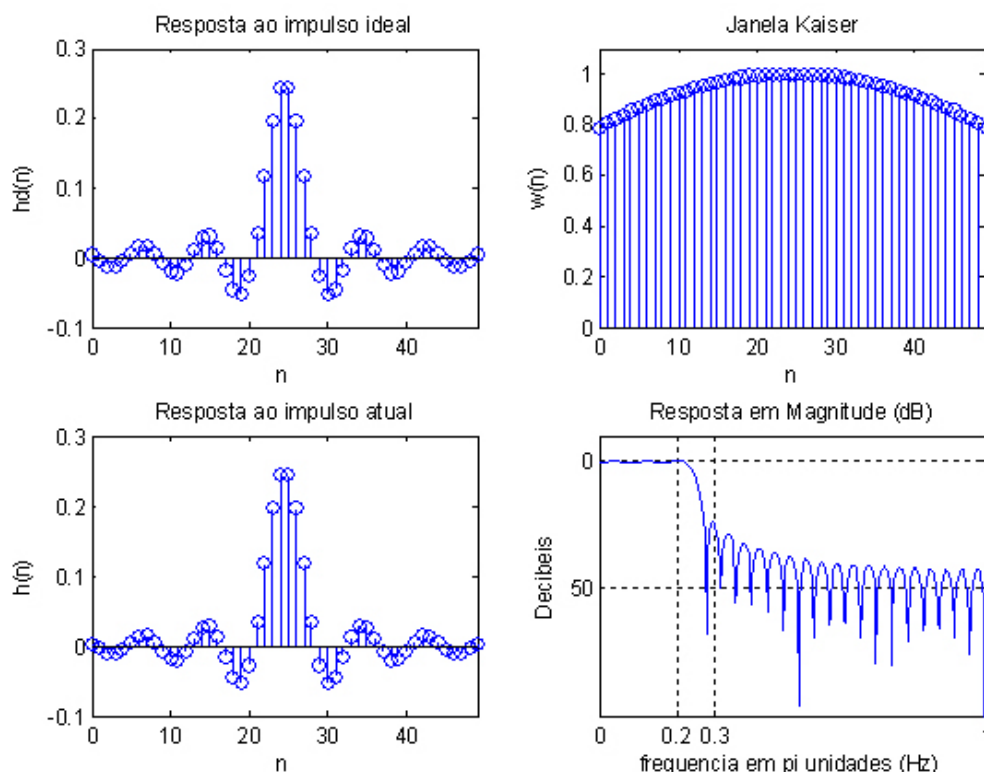 Resposta ao impulso ideal
0.3
0.2
0.1
0
-0.1
hd(n)
0 10 20 30 40
n
Janela Kaiser
1
0.8
0.6
0.4
0.2
0
w(n)
0 10 20 30 40
n
Resposta ao impulso atual
0.3
0.2
0.1
0
-0.1
h(n)
0 10 20 30 40
n
Resposta em Magnitude (dB)
0
50
Decibeis
0 0.2 0.3
frequencia em pi unidades (Hz)